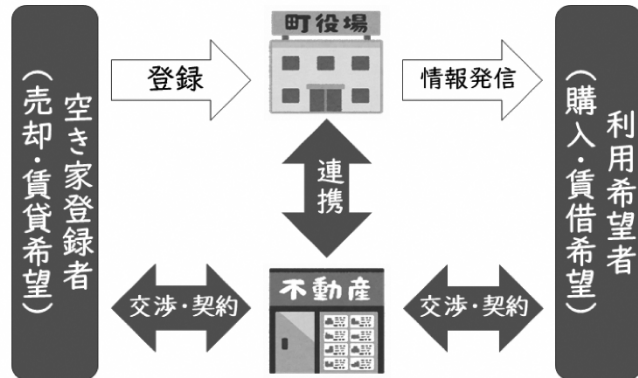 町役場
登録
情報発信
空き家登録者
(売却・賃貸希望)
利用希望者
(購入・賃借希望)
連携
不動産
交渉・契約
交渉・契約